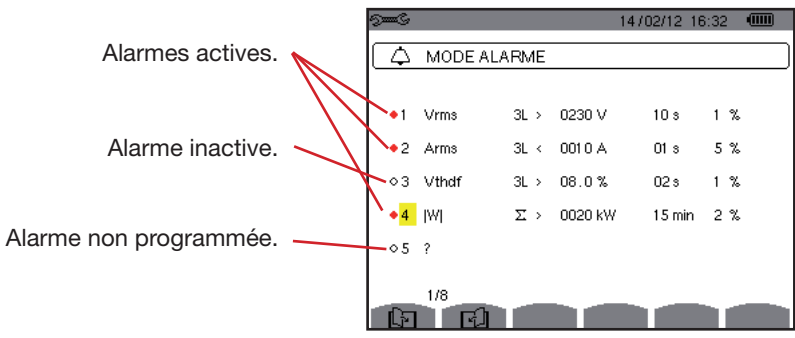 14/02/12 16:32
MODE ALARME
Alarmes actives.
1 Vrms 3L > 0230 V 10 s 1 %
2 Arms 3L < 0010 A 01 s 5 %
Alarme inactive.
3 Vthdf 3L > 08.0 % 02 s 1 %
4 |W| Σ > 0020 kW 15 min 2 %
Alarme non programmée.
5 ?
1/8